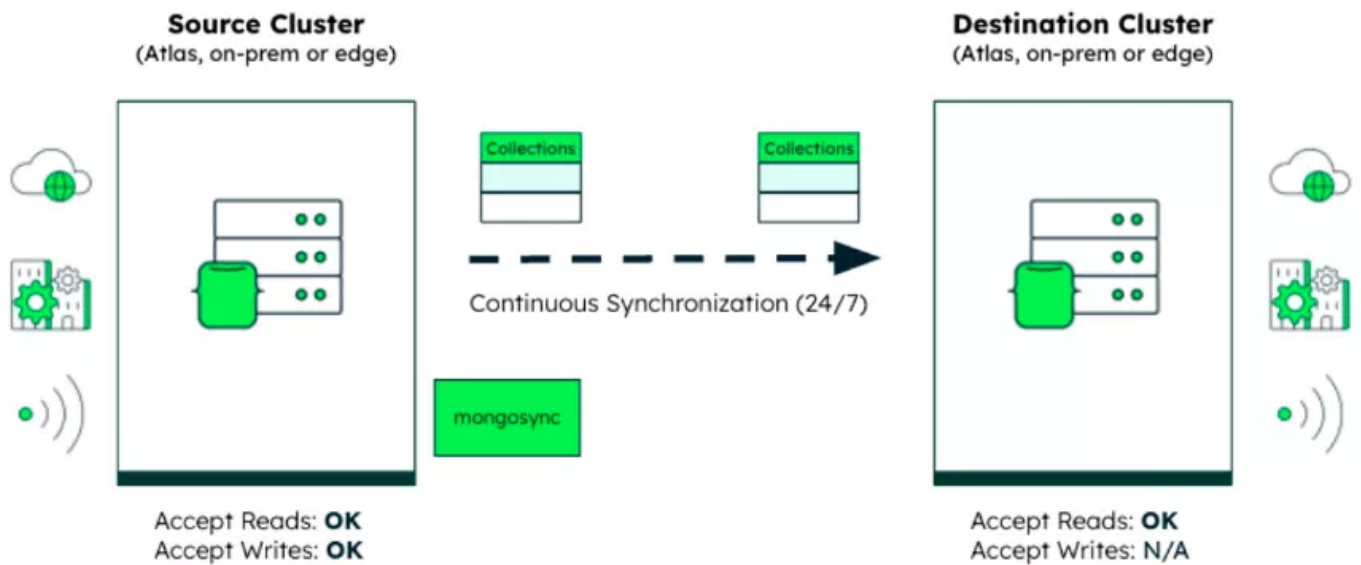 Source Cluster
(Atlas, on-prem or edge)
Destination Cluster
(Atlas, on-prem or edge)
Collections
Collections
Continuous Synchronization (24/7)
mongosync
Accept Reads: OK
Accept Writes: OK
Accept Reads: OK
Accept Writes: N/A